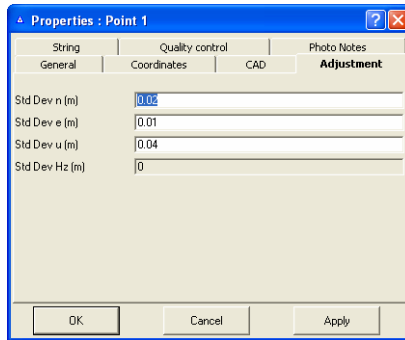 Properties : Point 1
String Quality control Photo Notes
General Coordinates CAD Adjustment
Std Dev n (m) 0.02
Std Dev e (m) 0.01
Std Dev u (m) 0.04
Std Dev Hz (m) 0
OK Cancel Apply